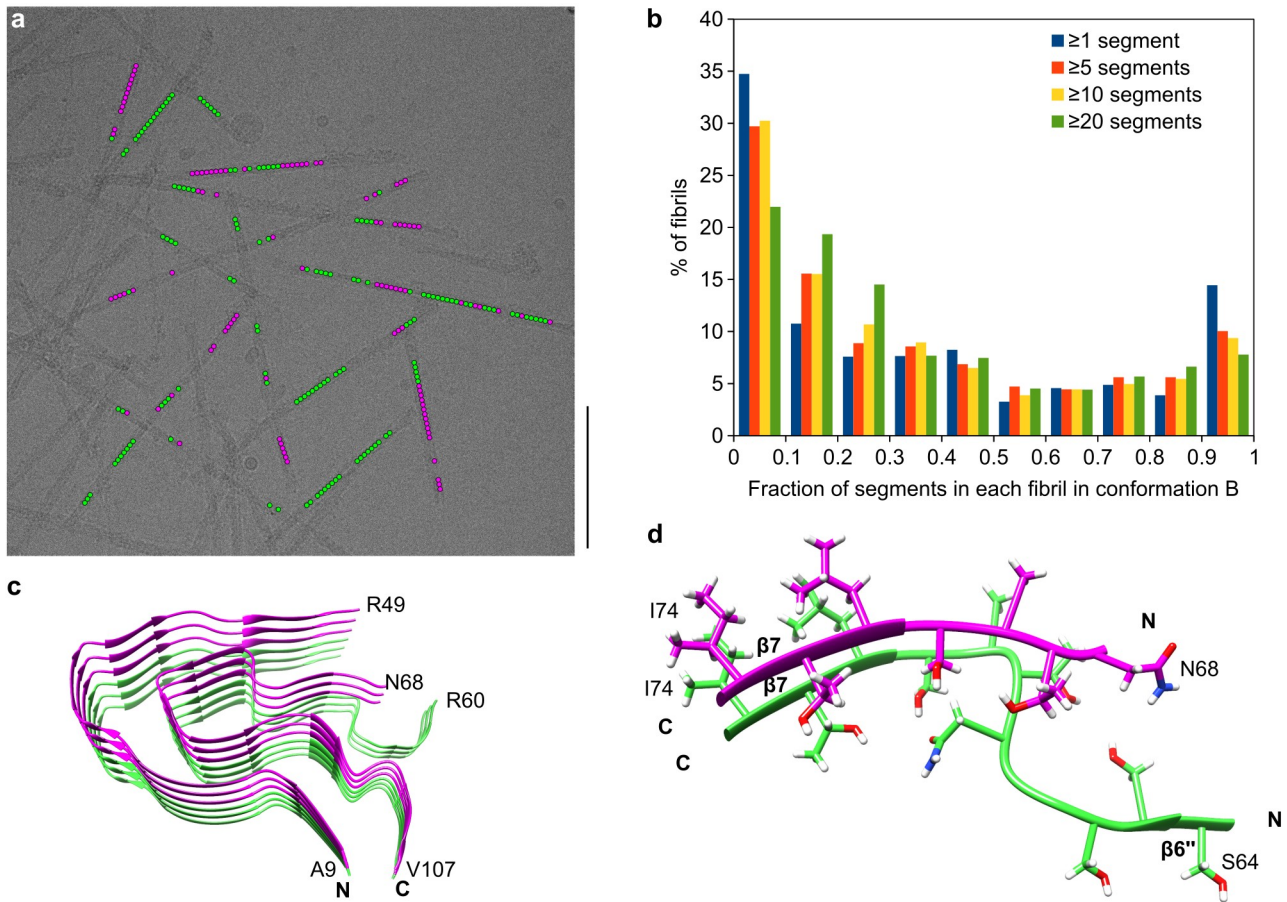 a
b
40
35
30
25
20
15
10
5
0
% of fibrils
≥1 segment
≥5 segments
≥10 segments
≥20 segments
0 0.1 0.2 0.3 0.4 0.5 0.6 0.7 0.8 0.9 1
Fraction of segments in each fibril in conformation B
c
R49
N68
R60
A9
V107
N
C
d
I74
β7
N
I74
β7
N68
C
C
N
β6"
S64